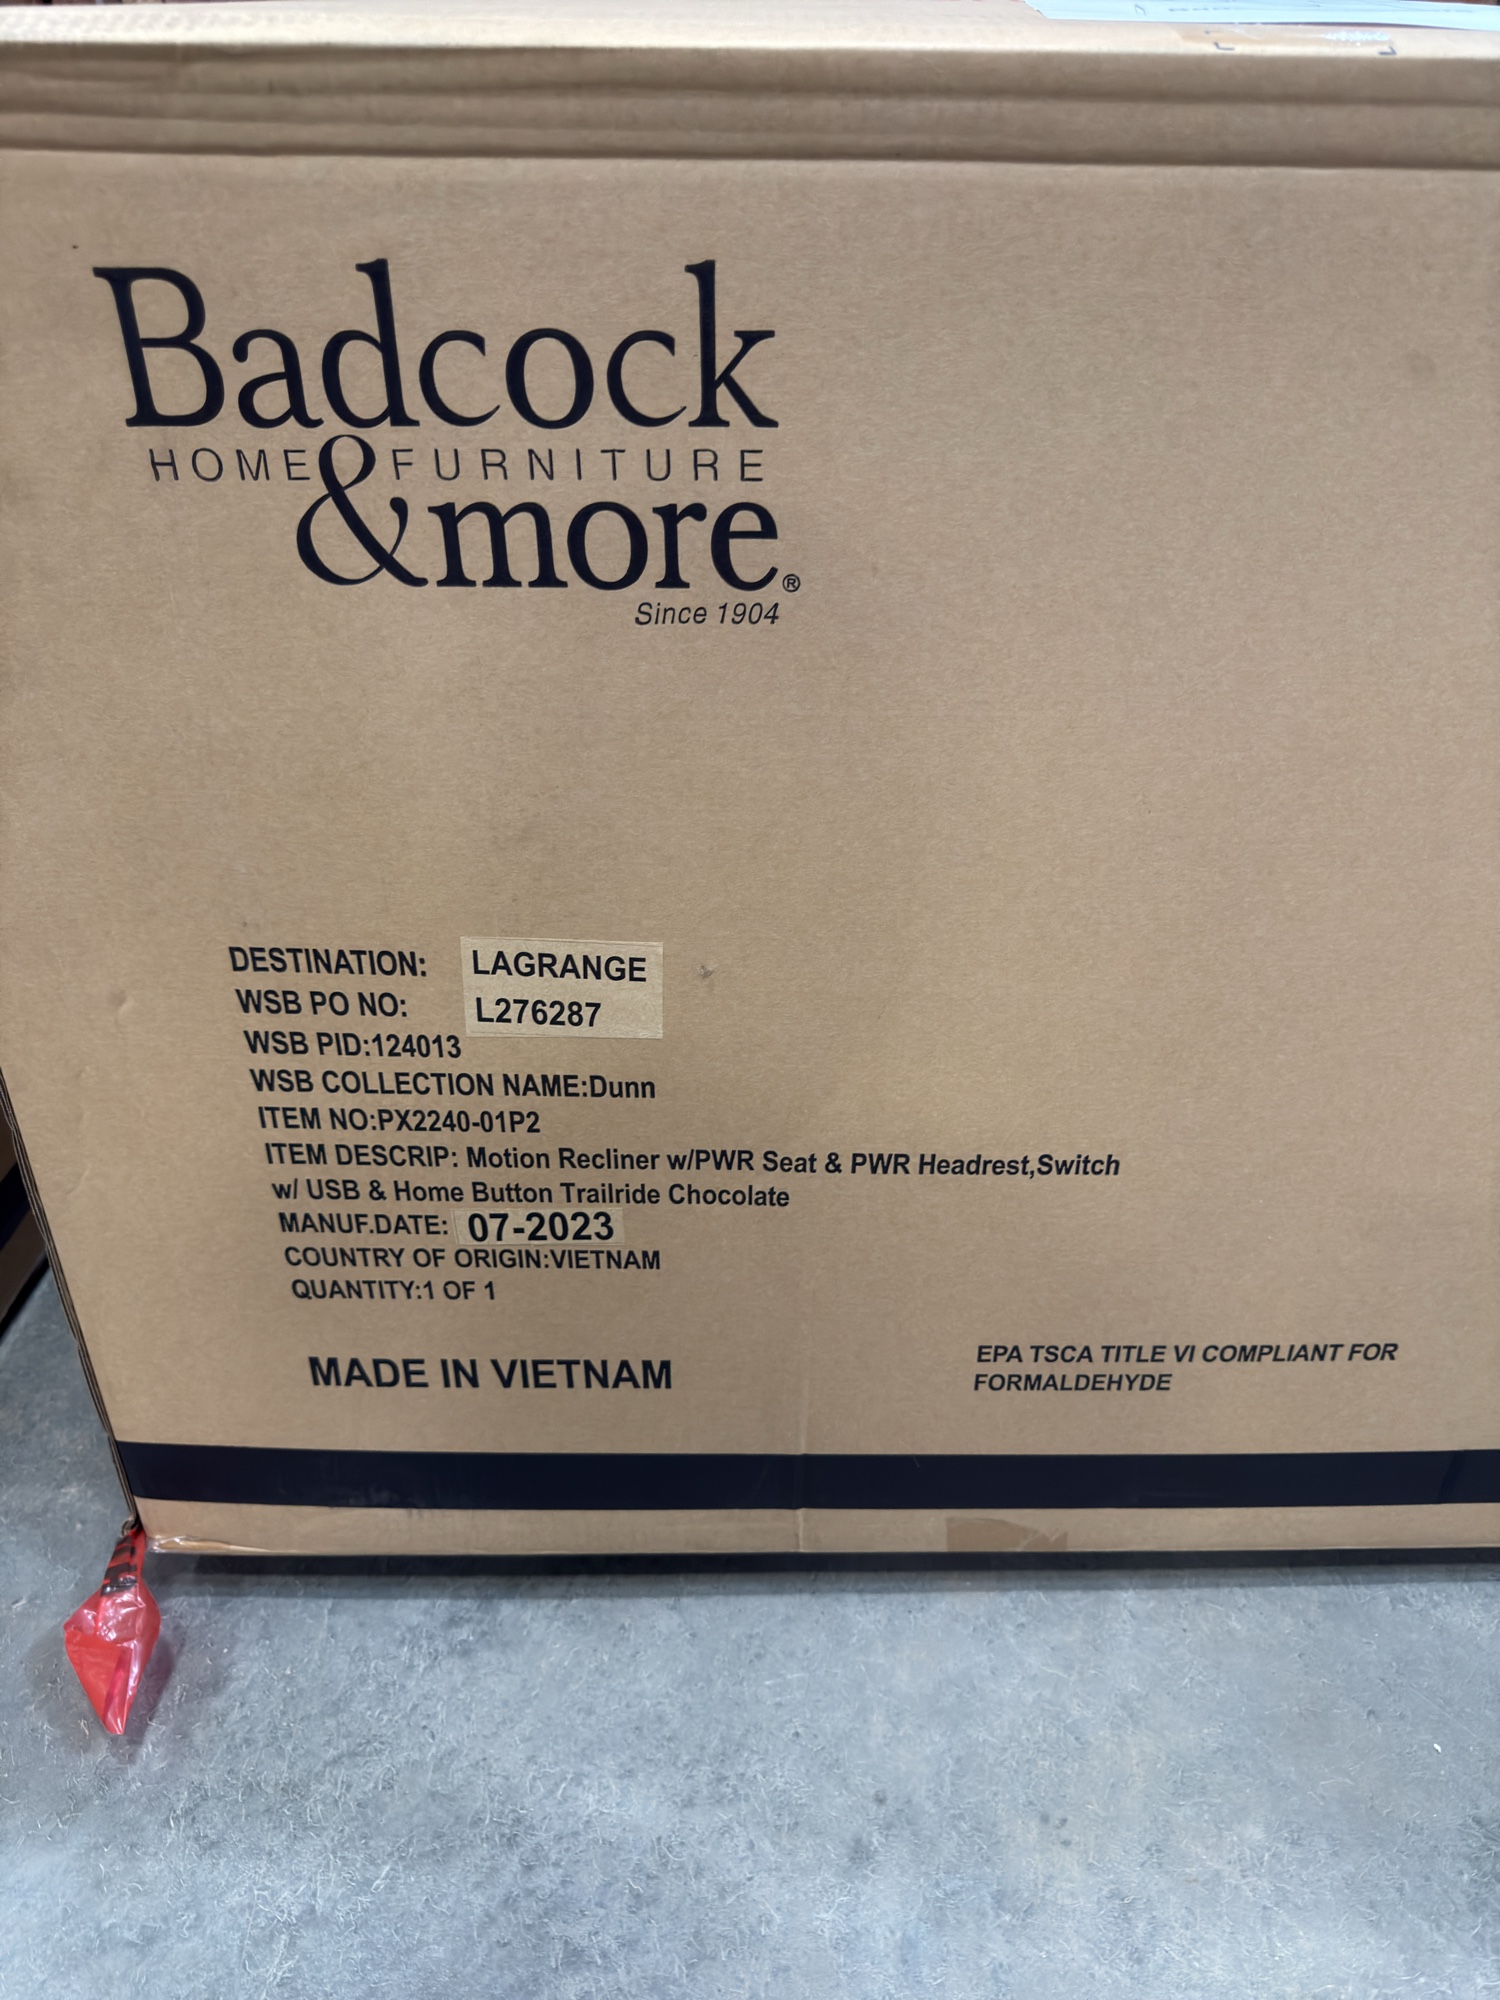 Badcock
HOME FURNITURE
&more®
Since 1904
DESTINATION: LAGRANGE
WSB PO NO: L276287
WSB PID:124013
WSB COLLECTION NAME:Dunn
ITEM NO:PX2240-01P2
ITEM DESCRIP: Motion Recliner w/PWR Seat & PWR Headrest,Switch
w/ USB & Home Button Trailride Chocolate
MANUF.DATE: 07-2023
COUNTRY OF ORIGIN:VIETNAM
QUANTITY:1 OF 1
MADE IN VIETNAM
EPA TSCA TITLE VI COMPLIANT FOR
FORMALDEHYDE